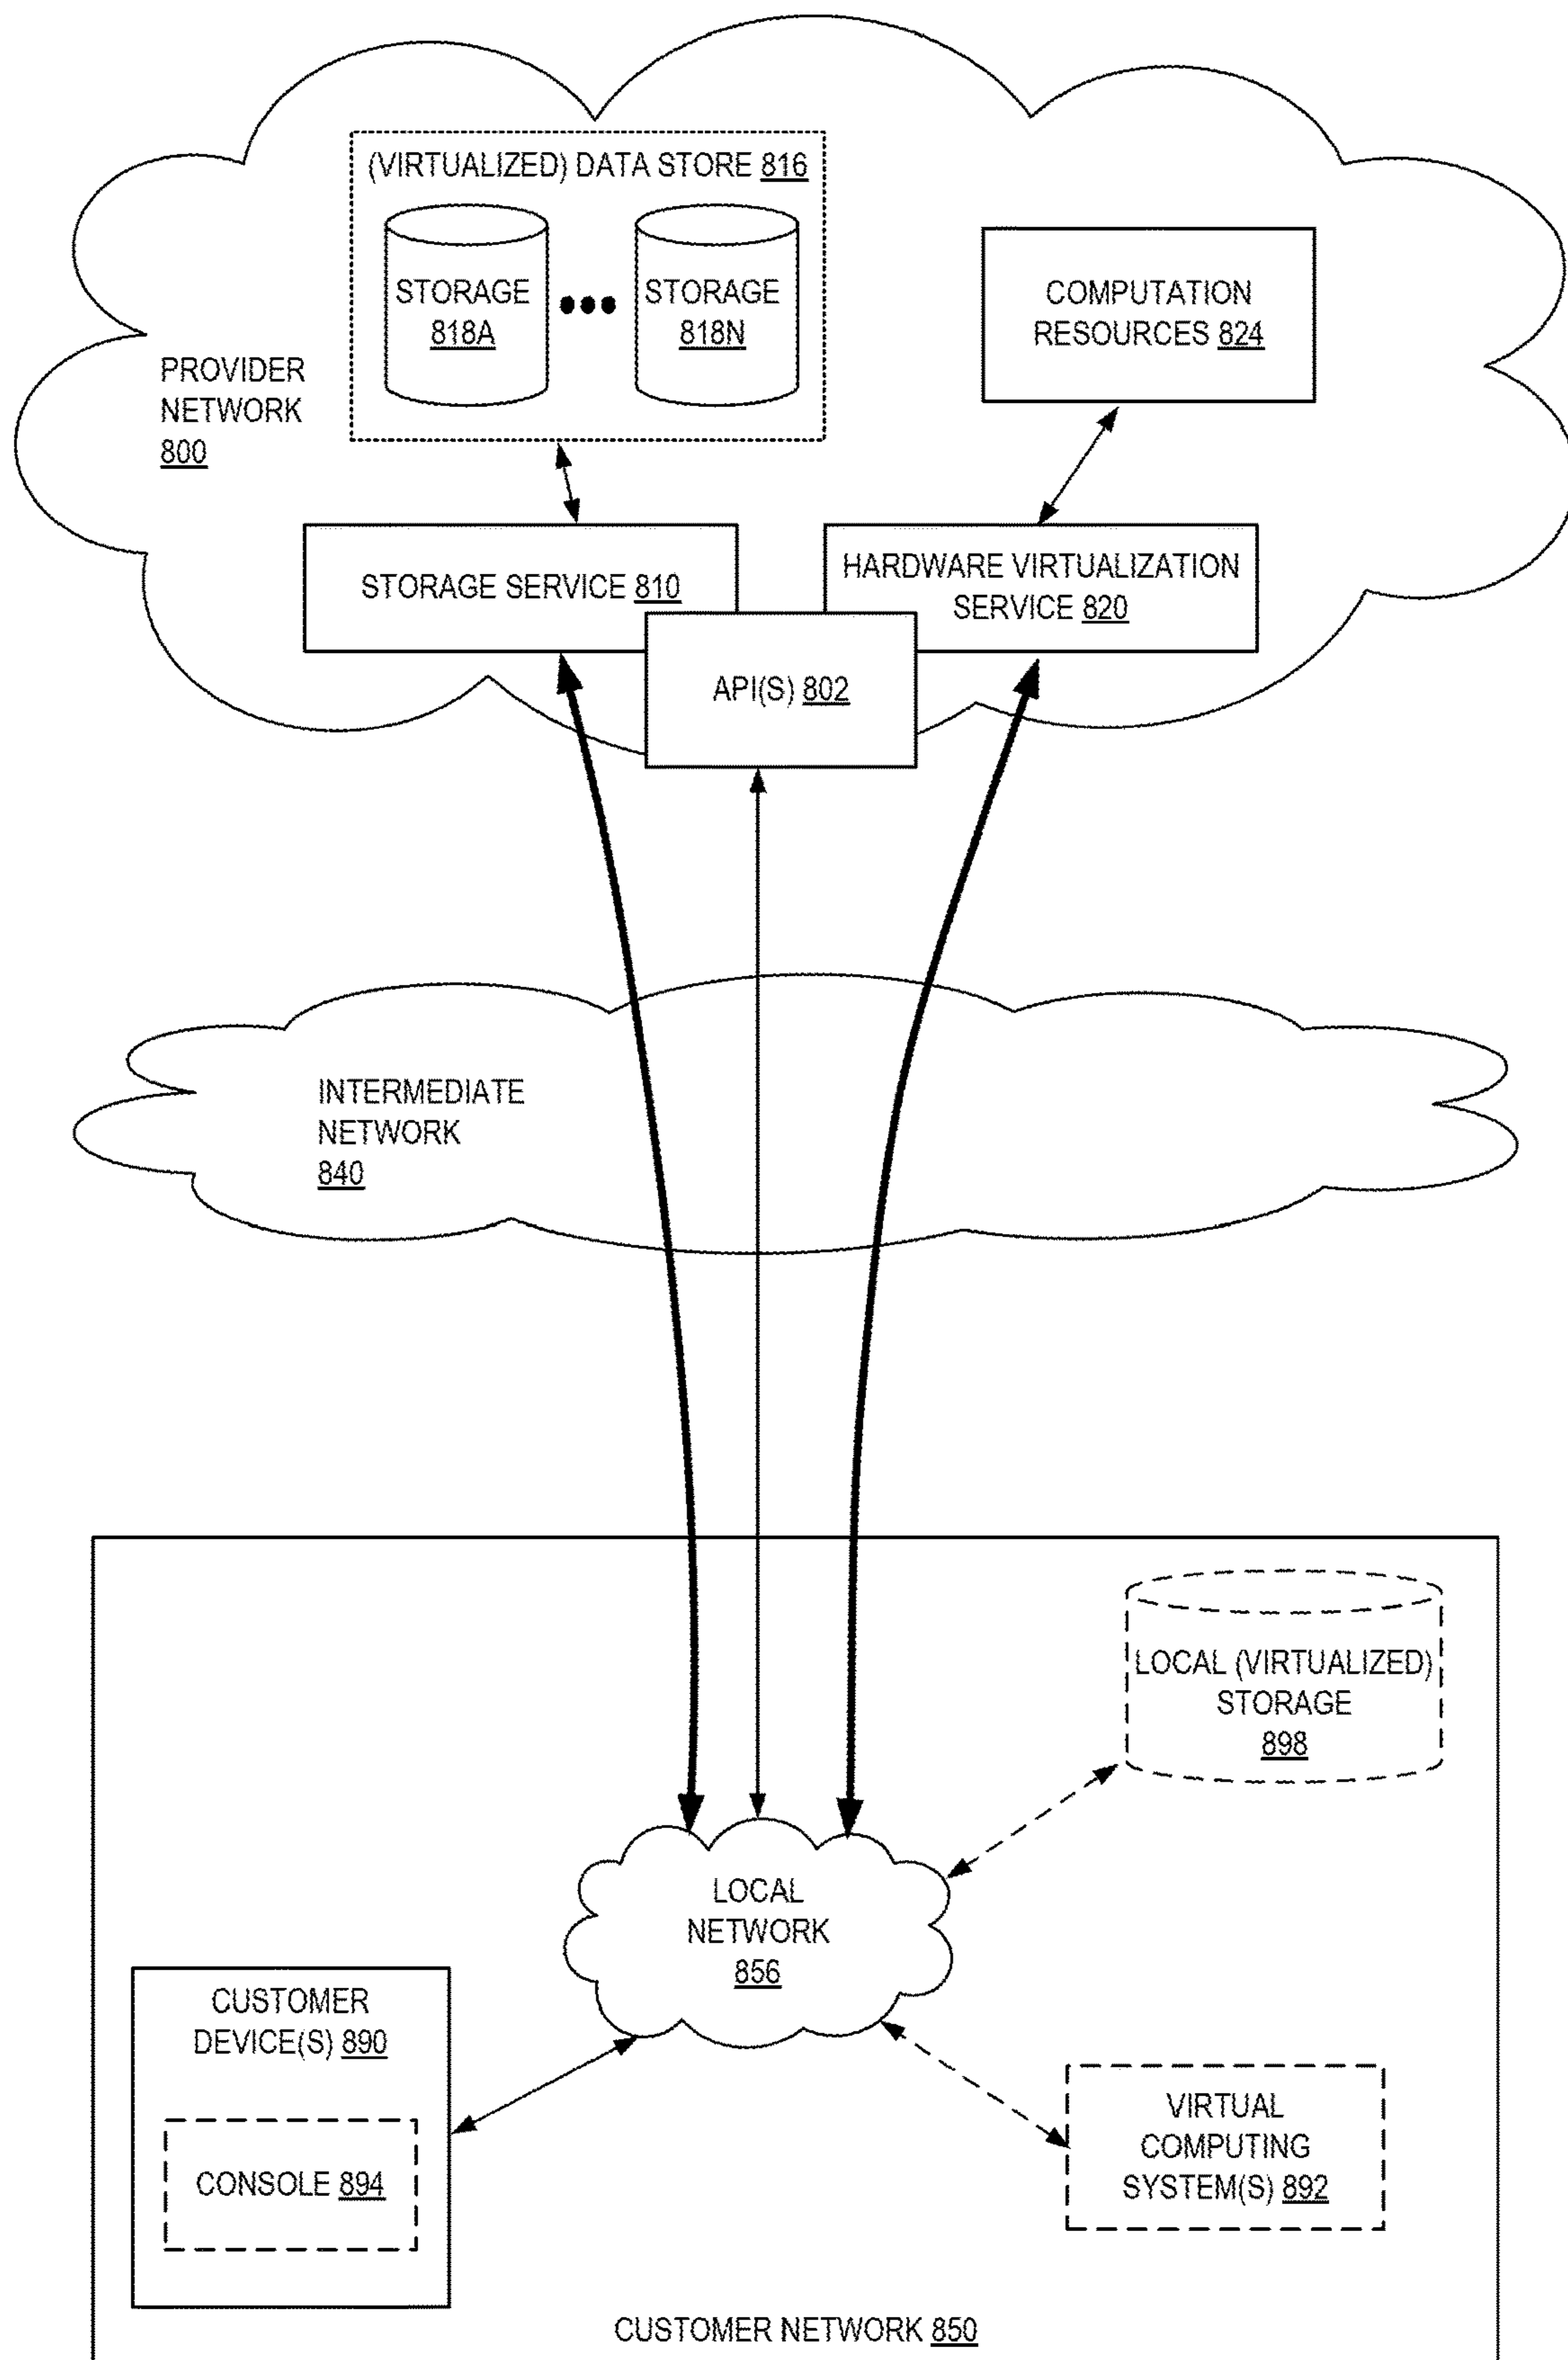 (VIRTUALIZED) DATA STORE 816
STORAGE
818A
STORAGE
818N
COMPUTATION
RESOURCES 824
PROVIDER
NETWORK
800
STORAGE SERVICE 810
HARDWARE VIRTUALIZATION
SERVICE 820
API(S) 802
INTERMEDIATE
NETWORK
840
LOCAL (VIRTUALIZED)
STORAGE
898
LOCAL
NETWORK
856
CUSTOMER
DEVICE(S) 890
CONSOLE 894
VIRTUAL
COMPUTING
SYSTEM(S) 892
CUSTOMER NETWORK 850